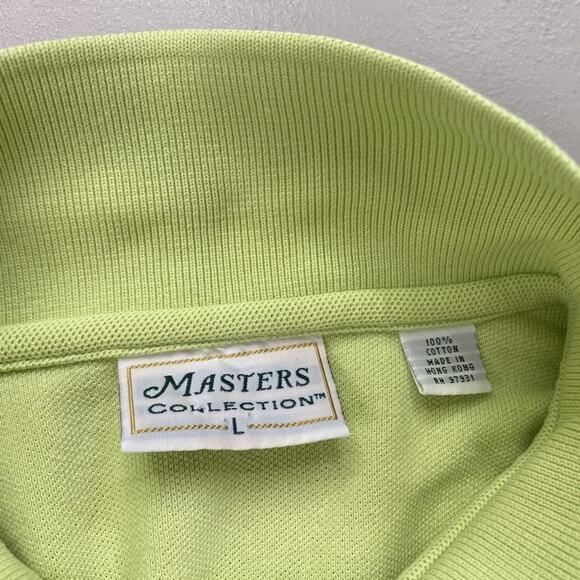 MASTERS
COLLECTION™
L
100%
COTTON
MADE IN
HONG KONG
RN 97931